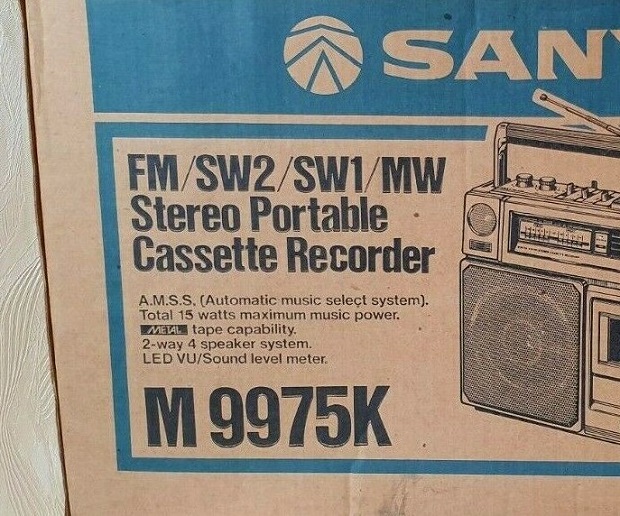 SANY
FM/SW2/SW1/MW
Stereo Portable
Cassette Recorder
A.M.S.S. (Automatic music select system).
Total 15 watts maximum music power.
METAL tape capability.
2-way 4 speaker system.
LED VU/Sound level meter.
M 9975K